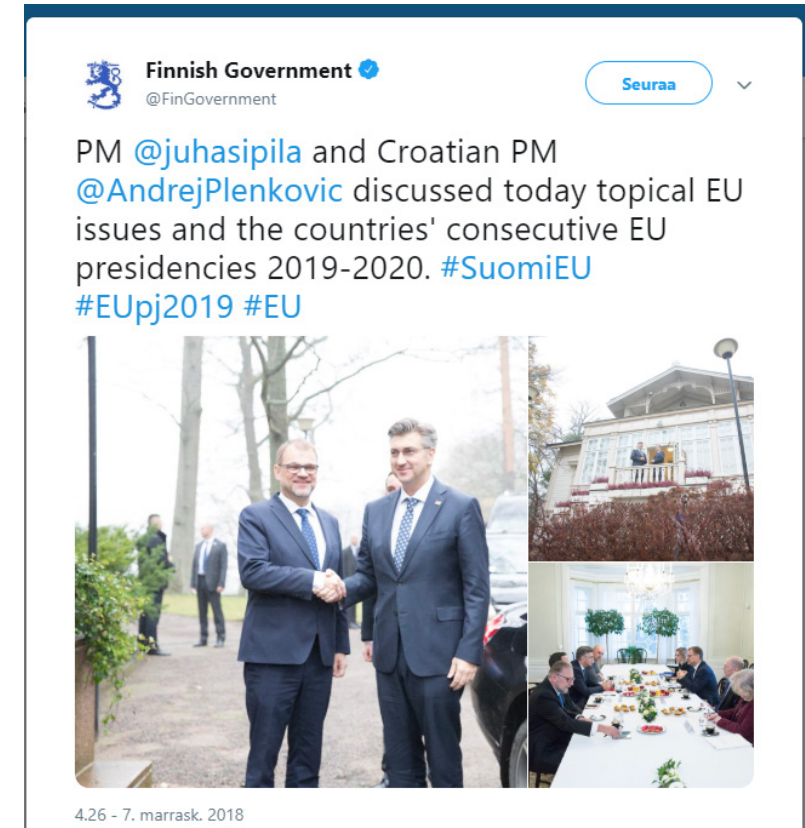 Finnish Government
@FinGovernment
Seuraa
PM @juhasipila and Croatian PM
@AndrejPlenkovic discussed today topical EU
issues and the countries' consecutive EU
presidencies 2019-2020. #SuomiEU
#EUpj2019 #EU
4.26 - 7. marrask. 2018